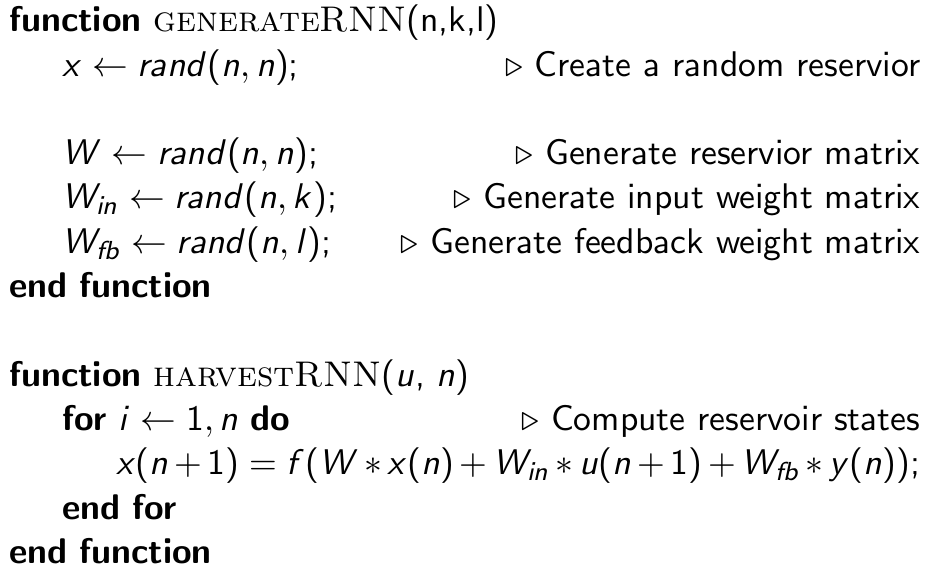 function GENERATERNN(n,k,l)
x ← rand(n, n); ▷ Create a random reservior
W ← rand(n, n); ▷ Generate reservior matrix
W_in ← rand(n, k); ▷ Generate input weight matrix
W_fb ← rand(n, l); ▷ Generate feedback weight matrix
end function
function HARVESTRNN(u, n)
for i ← 1, n do ▷ Compute reservoir states
x(n + 1) = f(W * x(n) + W_in * u(n + 1) + W_fb * y(n));
end for
end function